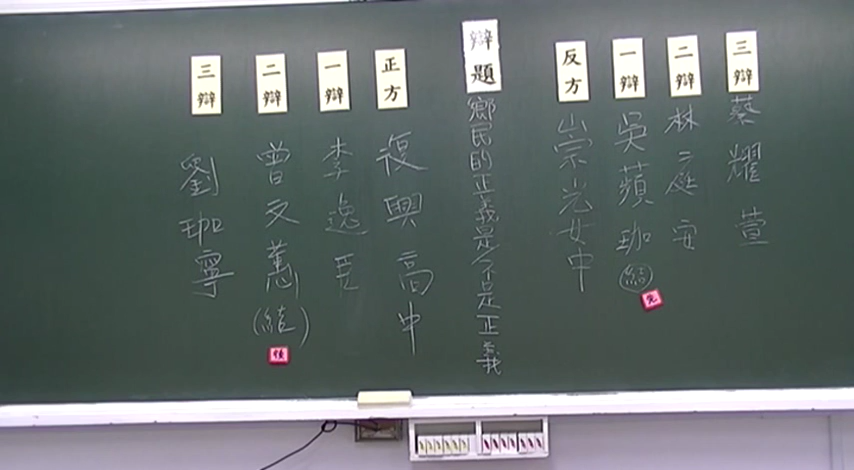 三辯 蔡耀萱
二辯 林庭安
一辯 吳蘋珈 結
先
反方 崇光女中
辯題 鄉民的正義是/不是正義
正方 復興高中
一辯 李逸
二辯 曾文蕙(結)
後
三辯 劉珈寧